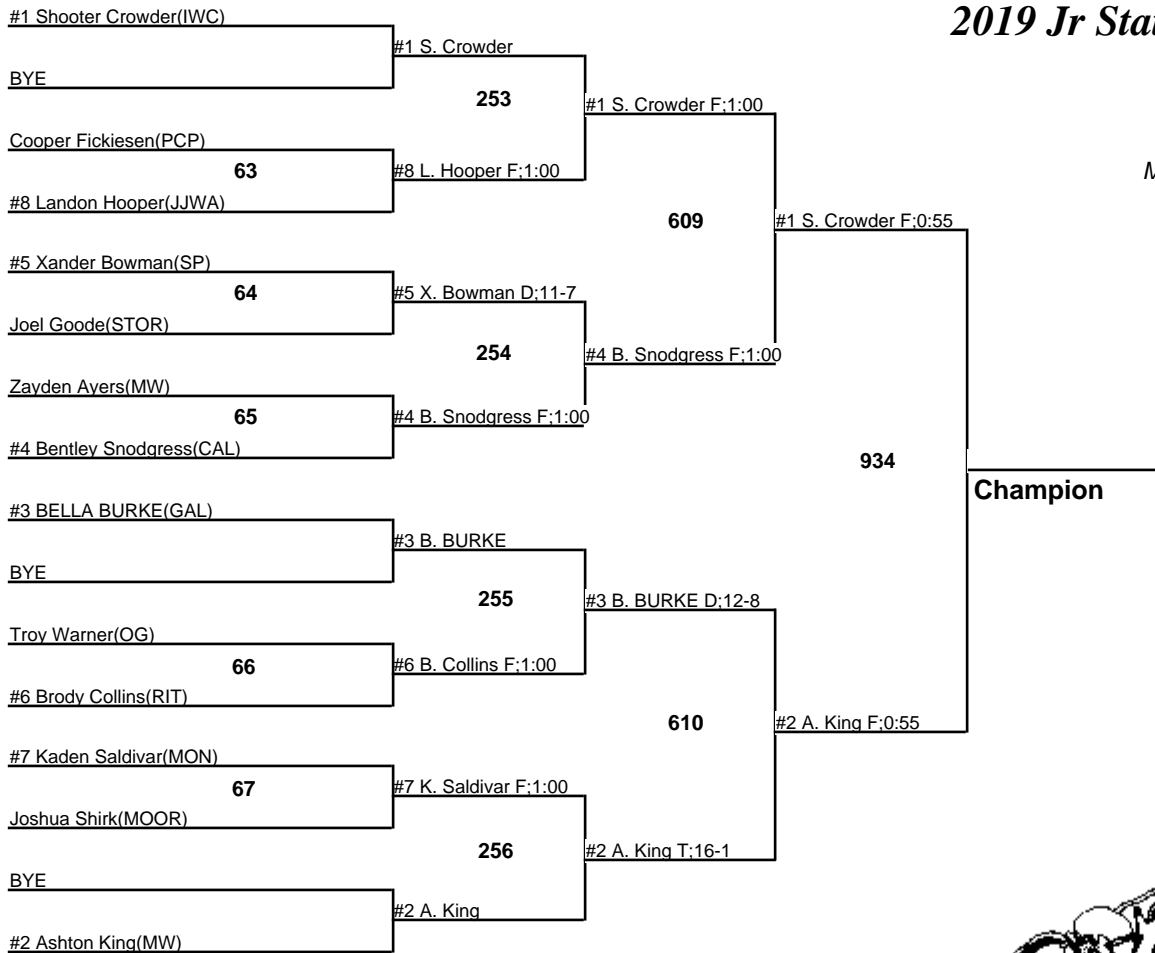 2019 Jr Sta
#1 Shooter Crowder(IWC)
BYE
Cooper Fickiesen(PCP)
63
#8 Landon Hooper(JJWA)
#5 Xander Bowman(SP)
64
Joel Goode(STOR)
Zayden Ayers(MW)
65
#4 Bentley Snodgress(CAL)
#3 BELLA BURKE(GAL)
BYE
Troy Warner(OG)
66
#6 Brody Collins(RIT)
#7 Kaden Saldivar(MON)
67
Joshua Shirk(MOOR)
BYE
#2 Ashton King(MW)
#1 S. Crowder
253
#8 L. Hooper F;1:00
#5 X. Bowman D;11-7
254
#4 B. Snodgress F;1:00
#3 B. BURKE
255
#6 B. Collins F;1:00
#7 K. Saldivar F;1:00
256
#2 A. King
#1 S. Crowder F;1:00
609
#4 B. Snodgress F;1:00
#3 B. BURKE D;12-8
610
#2 A. King T;16-1
#1 S. Crowder F;0:55
934
#2 A. King F;0:55
Champion
M